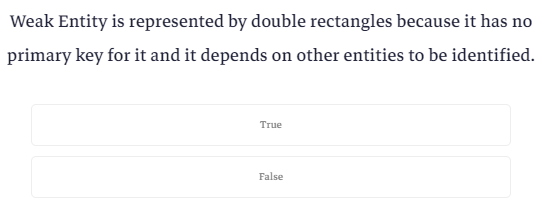 Weak Entity is represented by double rectangles because it has no
primary key for it and it depends on other entities to be identified.
True
False